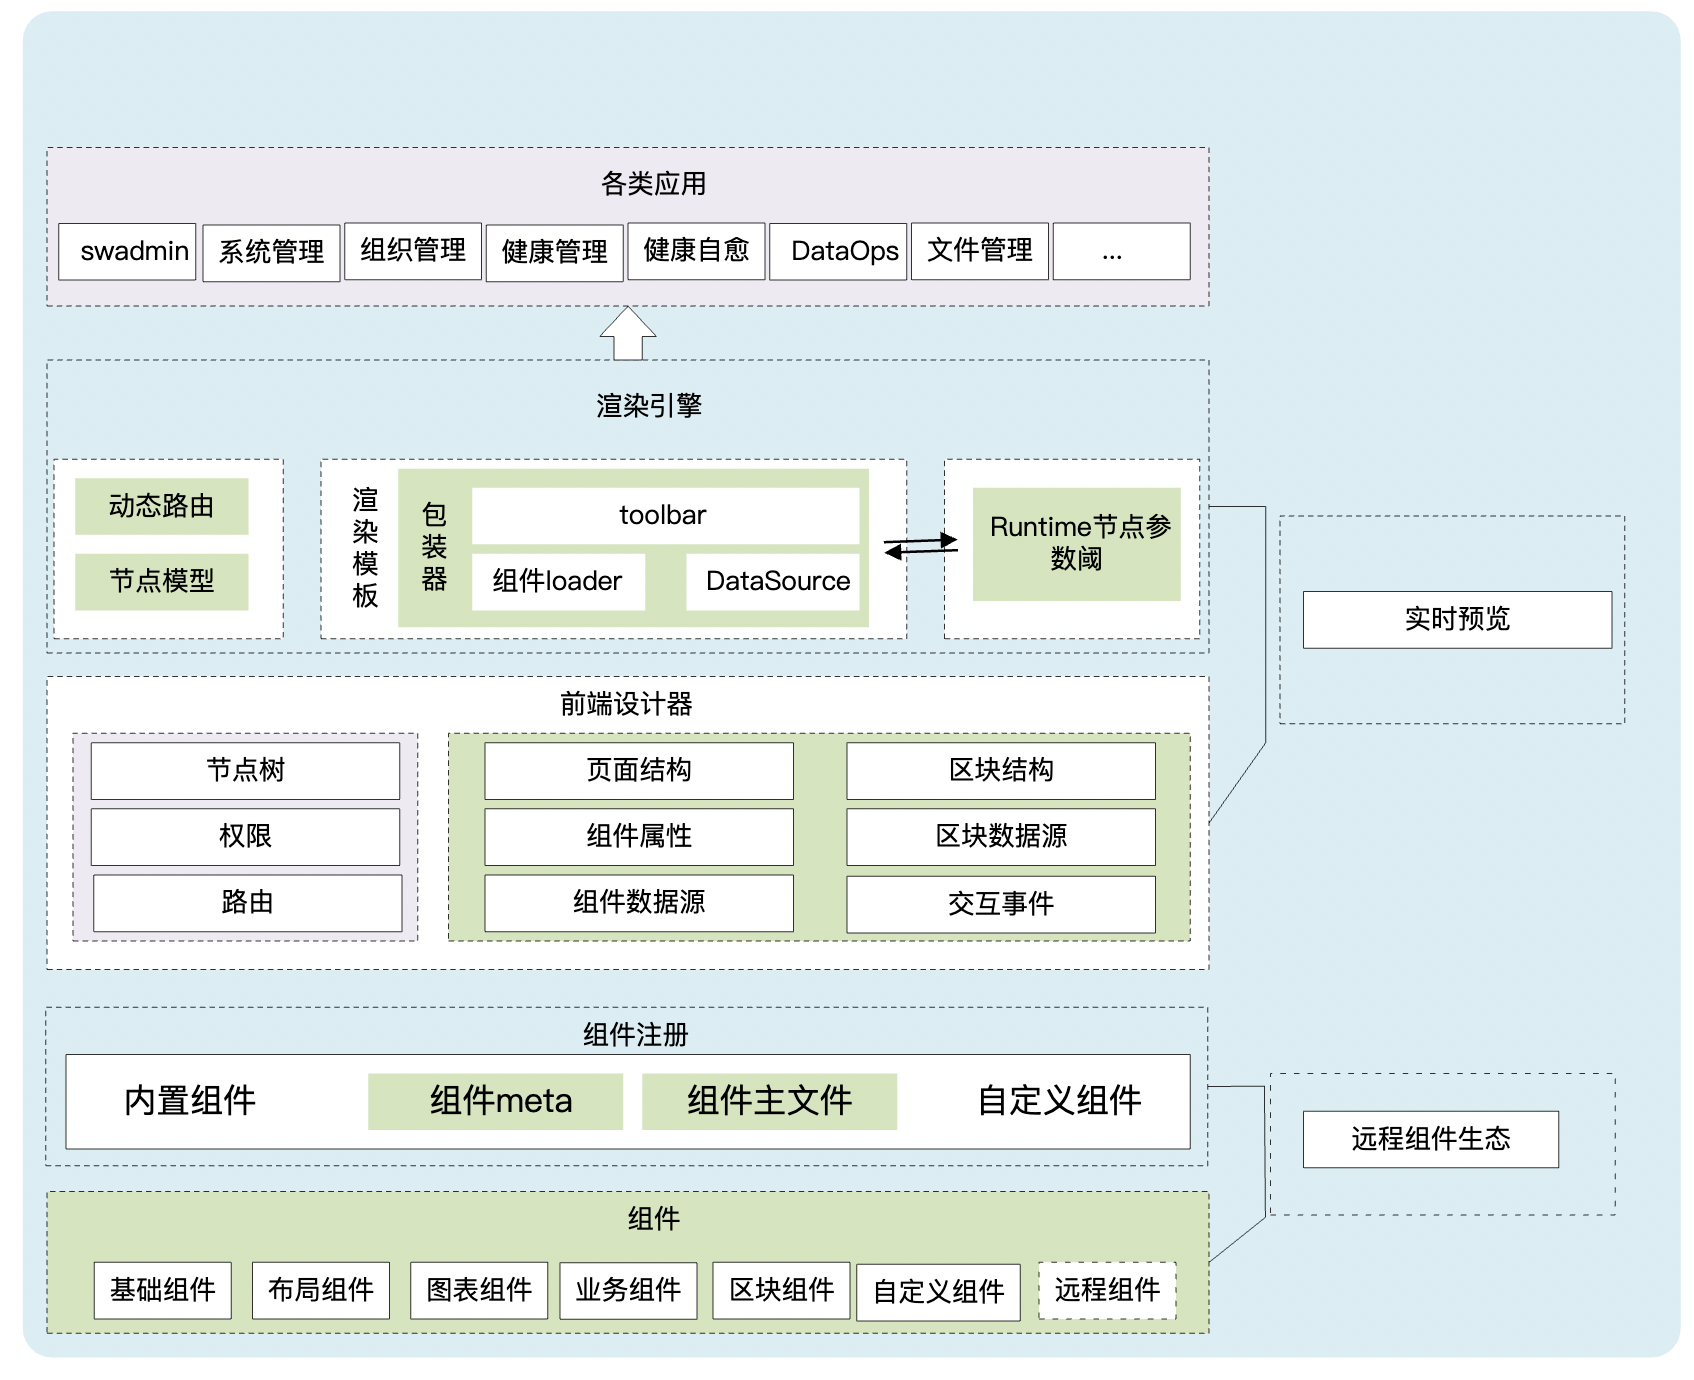 各类应用
swadmin
系统管理
组织管理
健康管理
健康自愈
DataOps
文件管理
...
渲染引擎
动态路由
节点模型
渲染模板
包装器
toolbar
组件loader
DataSource
Runtime节点参
数阈
实时预览
前端设计器
节点树
权限
路由
页面结构
区块结构
组件属性
区块数据源
组件数据源
交互事件
组件注册
内置组件
组件meta
组件主文件
自定义组件
远程组件生态
组件
基础组件
布局组件
图表组件
业务组件
区块组件
自定义组件
远程组件